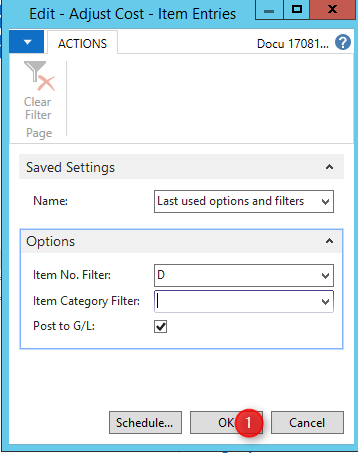 Edit - Adjust Cost - Item Entries
ACTIONS
Docu 17081...
?
Clear
Filter
Page
Saved Settings
Name: Last used options and filters
Options
Item No. Filter: D
Item Category Filter:
Post to G/L:
Schedule... OK 1 Cancel